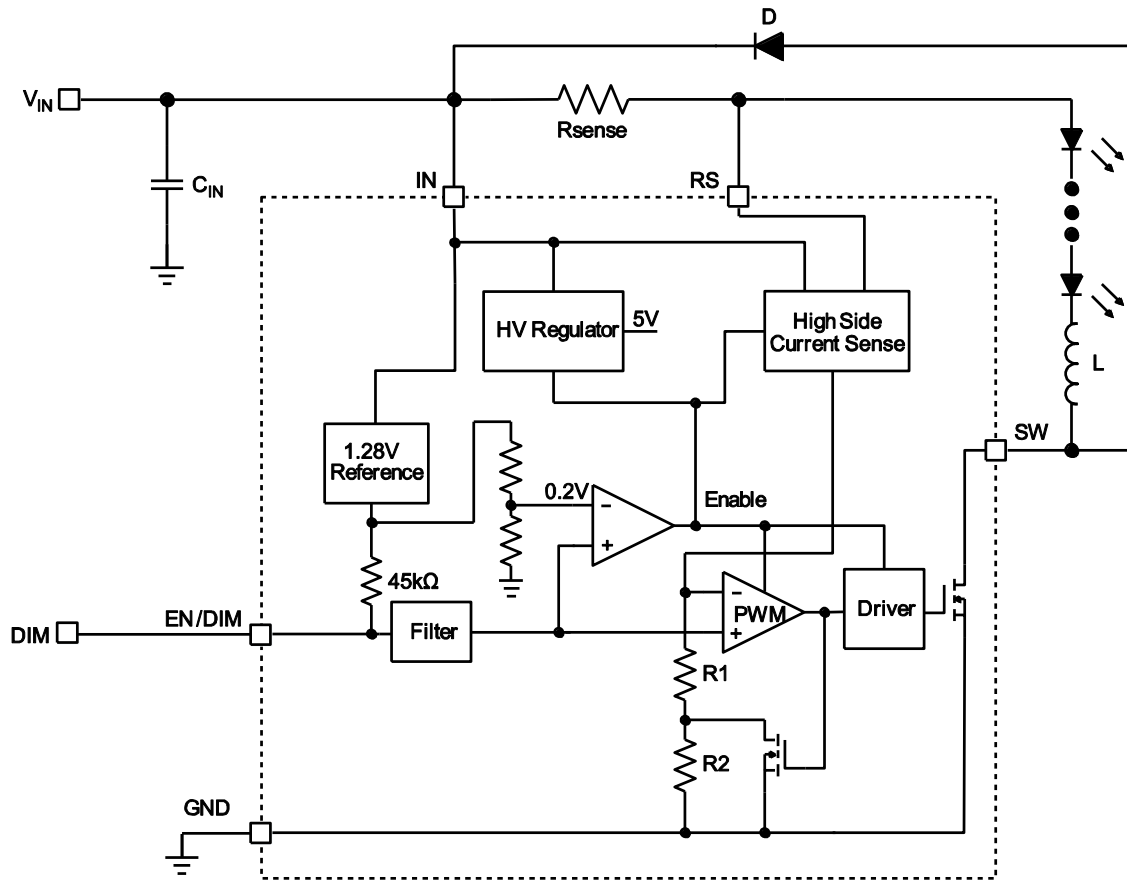 D
VIN
Rsense
CIN
IN
RS
HV Regulator
5V
High Side
Current Sense
L
1.28V
Reference
SW
0.2V
Enable
−
+
45kΩ
EN/DIM
DIM
Filter
−
PWM
+
Driver
R1
R2
GND